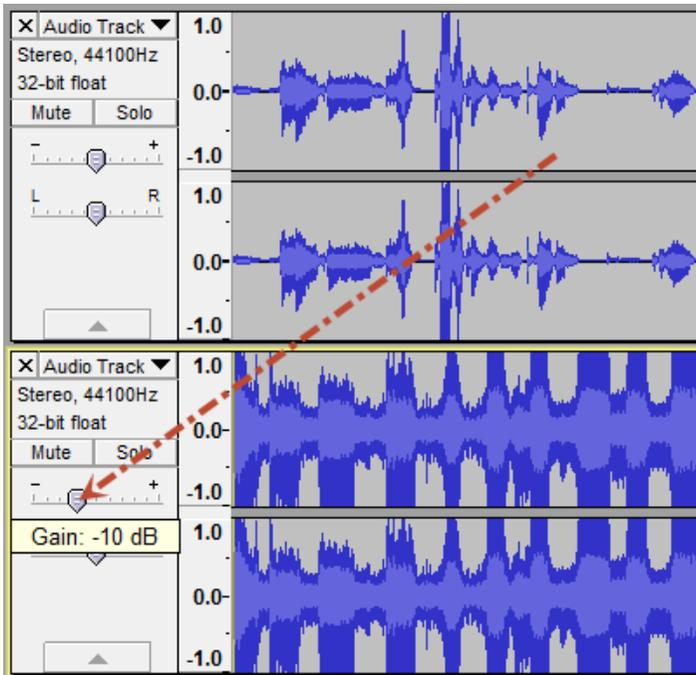 Audio Track
1.0
Stereo, 44100Hz
32-bit float
0.0-
Mute Solo
- +
-1.0
L R
1.0
0.0-
-1.0
Audio Track
1.0
Stereo, 44100Hz
32-bit float
0.0-
Mute Solo
- +
-1.0
Gain: -10 dB
1.0
0.0-
-1.0